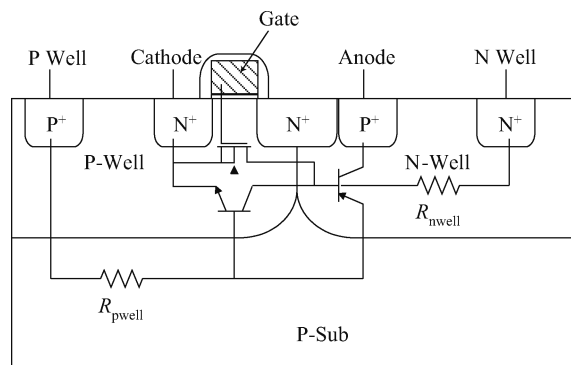 Gate
P Well
Cathode
Anode
N Well
P⁺
N⁺
N⁺
P⁺
N⁺
P-Well
N-Well
Rnwell
Rpwell
P-Sub